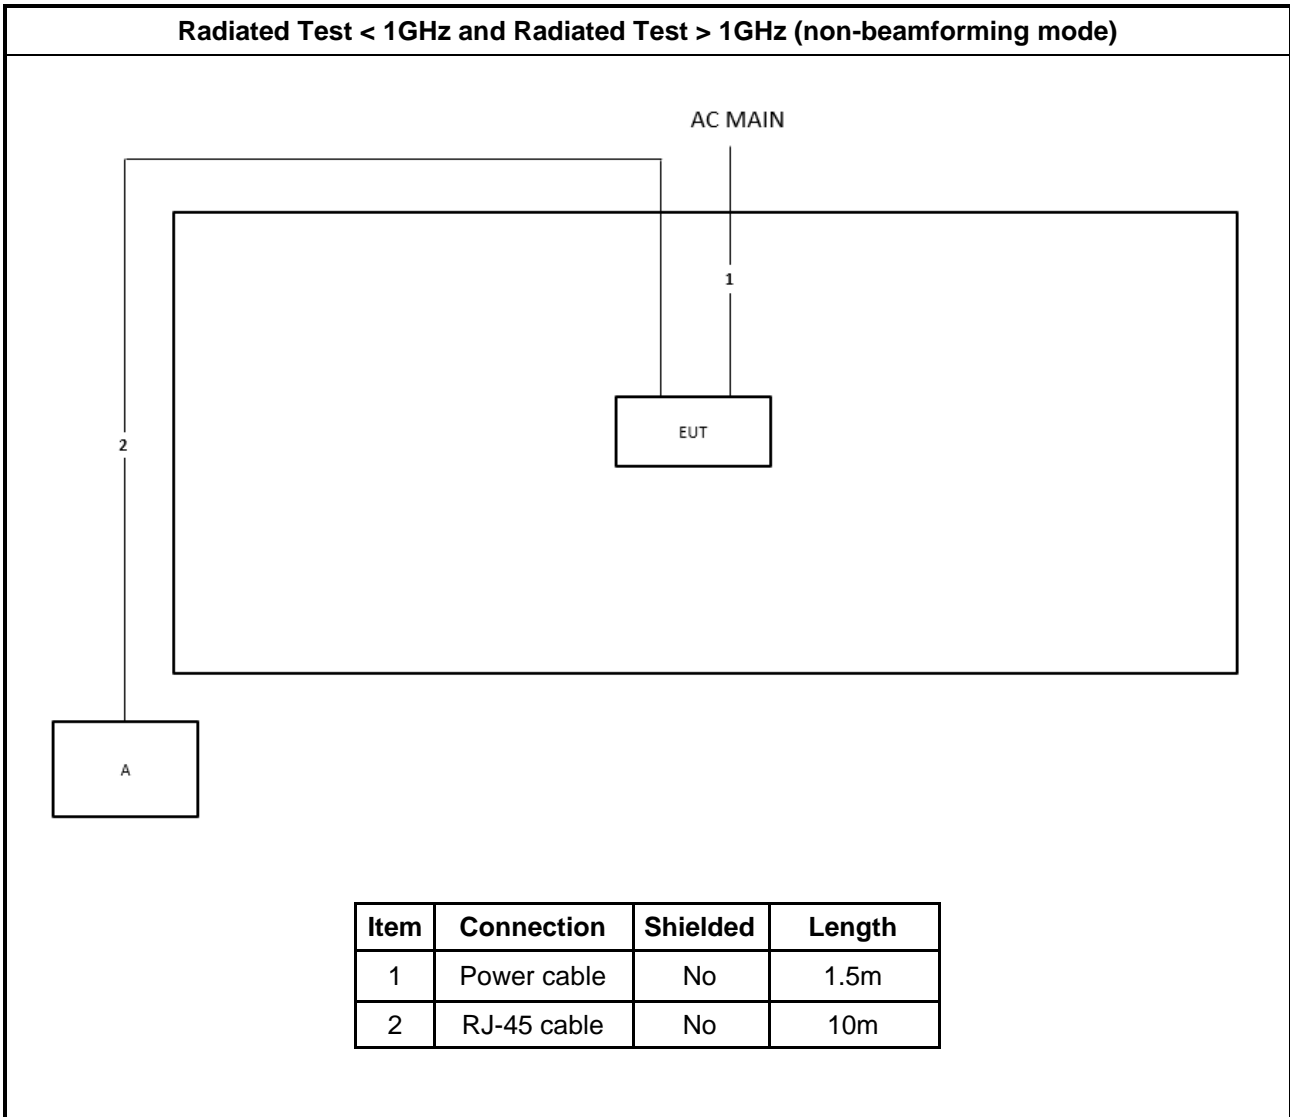 Radiated Test < 1GHz and Radiated Test > 1GHz (non-beamforming mode)
AC MAIN
1
EUT
2
A
Item Connection Shielded Length
1 Power cable No 1.5m
2 RJ-45 cable No 10m